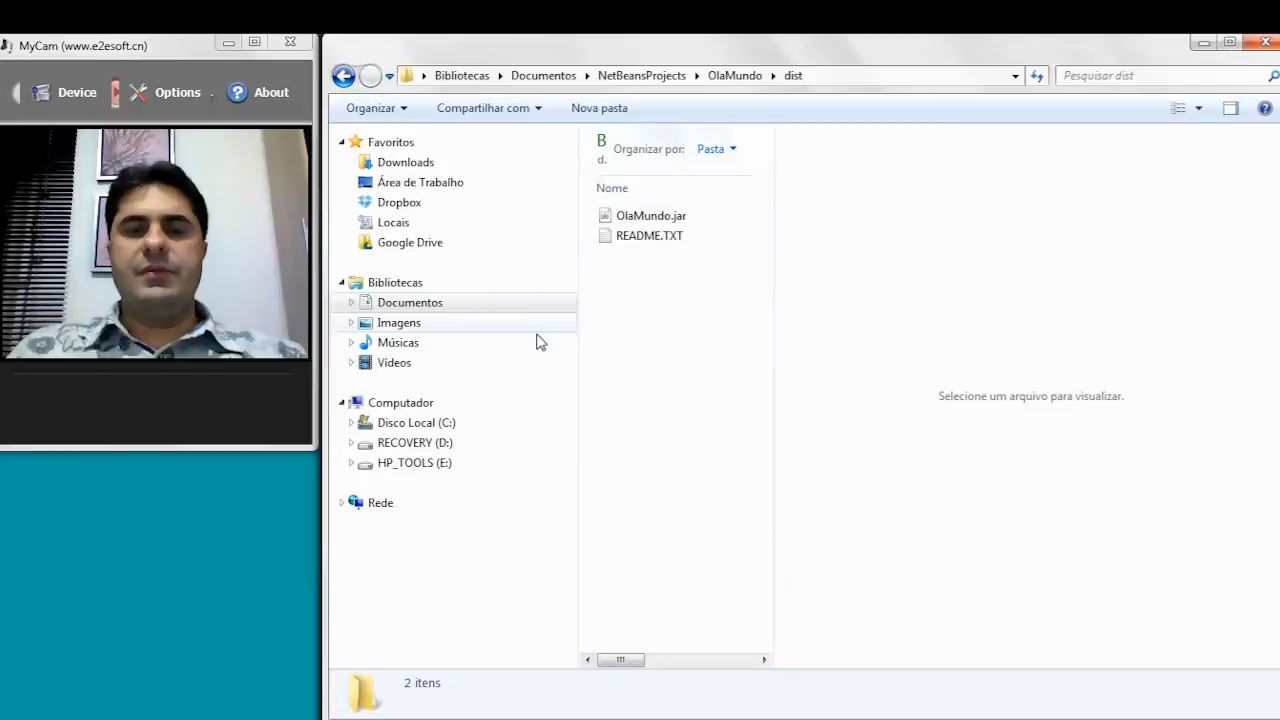 MyCam (www.e2esoft.cn)
Device
Options
About
Bibliotecas
Documentos
NetBeansProjects
OlaMundo
dist
Pesquisar dist
Organizar
Compartilhar com
Nova pasta
Favoritos
Downloads
Área de Trabalho
Dropbox
Locais
Google Drive
Bibliotecas
Documentos
Imagens
Músicas
Vídeos
Computador
Disco Local (C:)
RECOVERY (D:)
HP_TOOLS (E:)
Rede
B
d.
Organizar por: Pasta
Nome
OlaMundo.jar
README.TXT
Selecione um arquivo para visualizar.
2 itens